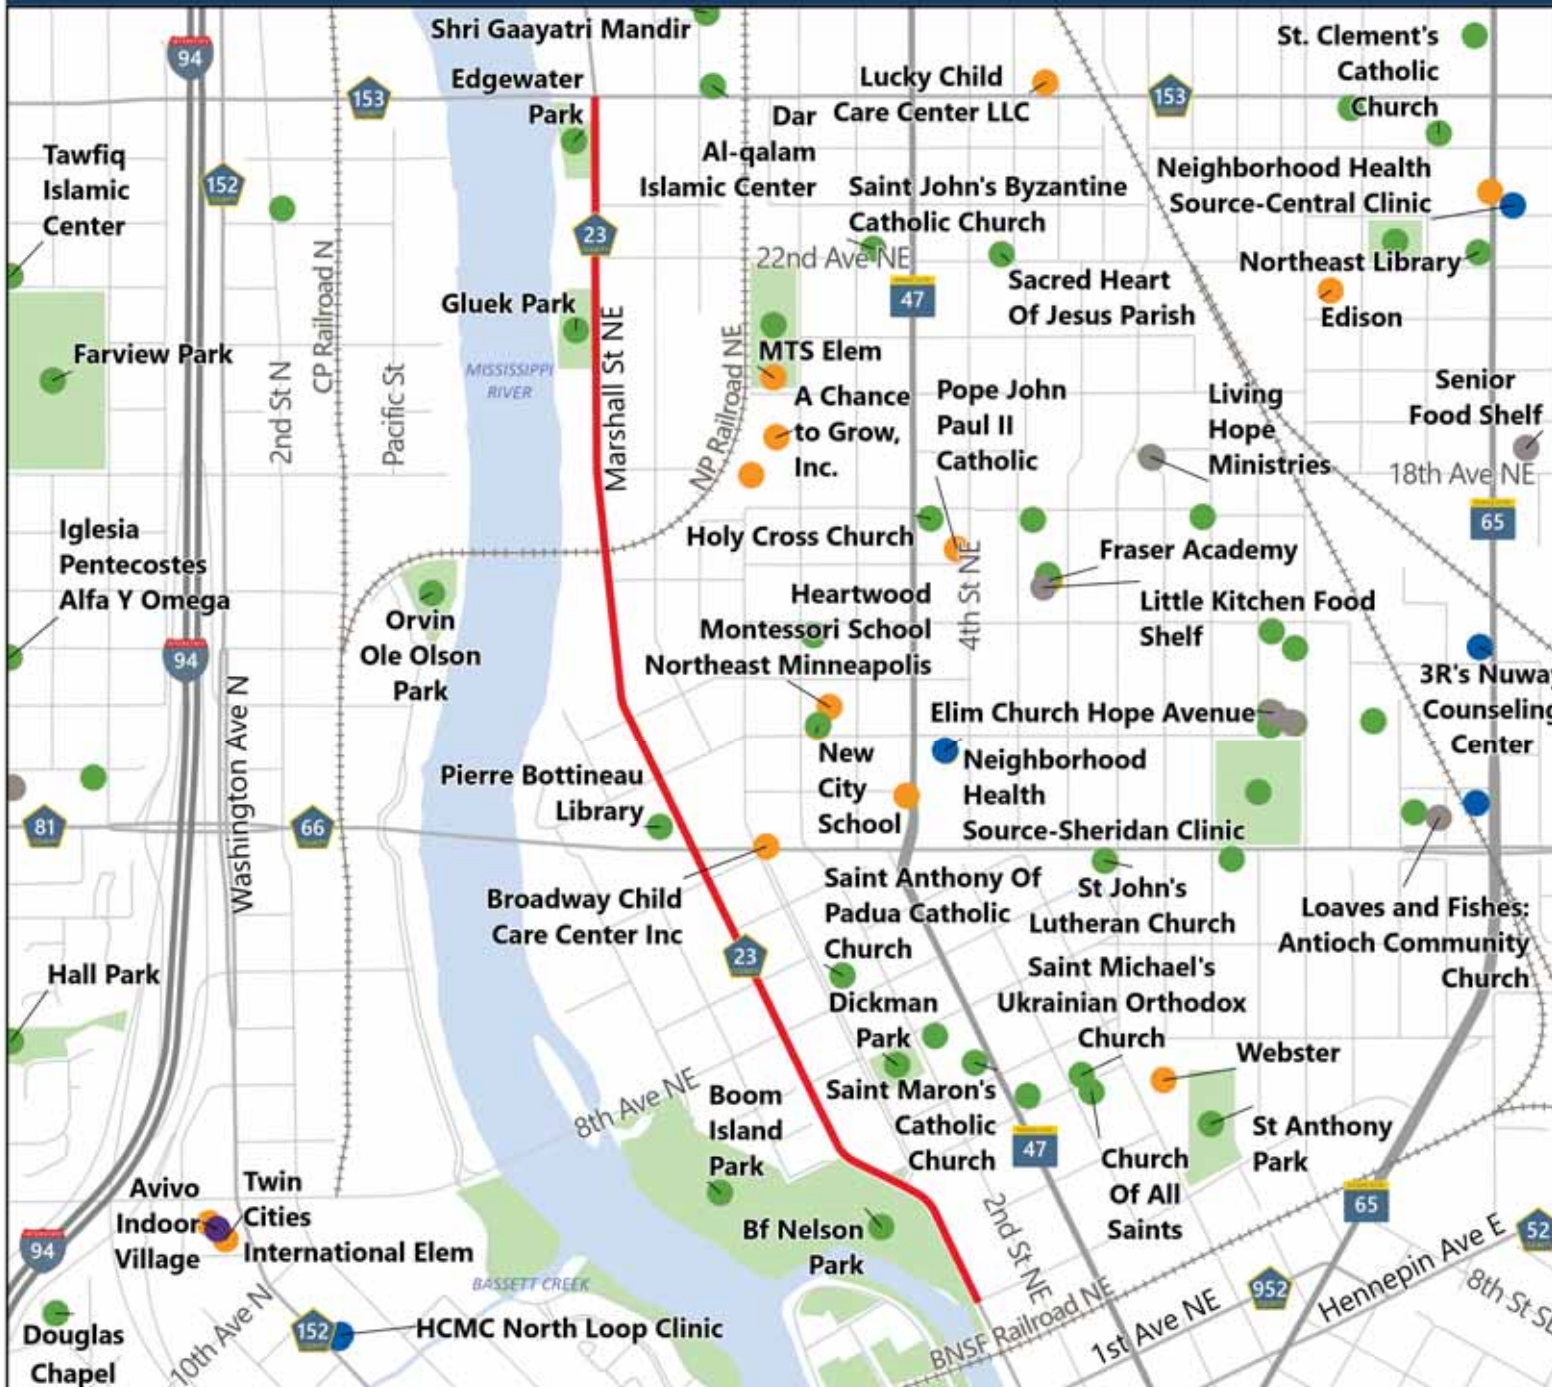 Shri Gaayatri Mandir
94
153
Edgewater
Park
Lucky Child
Care Center LLC
153
St. Clement's
Catholic
Church
Dar
Al-qalam
Islamic Center
Tawfiq
Islamic
Center
152
Neighborhood Health
Source-Central Clinic
Saint John's Byzantine
Catholic Church
23
22nd Ave NE
47
Northeast Library
Sacred Heart
Of Jesus Parish
Edison
Gluek Park
CP Railroad N
Marshall St NE
NP Railroad NE
MTS Elem
Farview Park
2nd St N
Pacific St
MISSISSIPPI
RIVER
A Chance
to Grow,
Inc.
Pope John
Paul II
Catholic
Living
Hope
Ministries
Senior
Food Shelf
18th Ave NE
65
Iglesia
Pentecostes
Alfa Y Omega
Holy Cross Church
4th St NE
Fraser Academy
Little Kitchen Food
Shelf
Orvin
Ole Olson
Park
Heartwood
Montessori School
Northeast Minneapolis
94
Washington Ave N
3R's Nuway
Counseling
Center
Elim Church Hope Avenue
Neighborhood
Health
Source-Sheridan Clinic
New
City
School
Pierre Bottineau
Library
81
66
Broadway Child
Care Center Inc
Saint Anthony Of
Padua Catholic
Church
St John's
Lutheran Church
Loaves and Fishes:
Antioch Community
Church
23
Hall Park
Saint Michael's
Ukrainian Orthodox
Church
Dickman
Park
Webster
8th Ave NE
Boom
Island
Park
Saint Maron's
Catholic
Church
47
St Anthony
Park
Church
Of All
Saints
65
Avivo
Indoor
Village
Twin
Cities
International Elem
94
Bf Nelson
Park
2nd St NE
52
BASSETT CREEK
952
Hennepin Ave E
8th St
BNSF Railroad NE
1st Ave NE
Douglas
Chapel
10th Ave N
152
HCMC North Loop Clinic